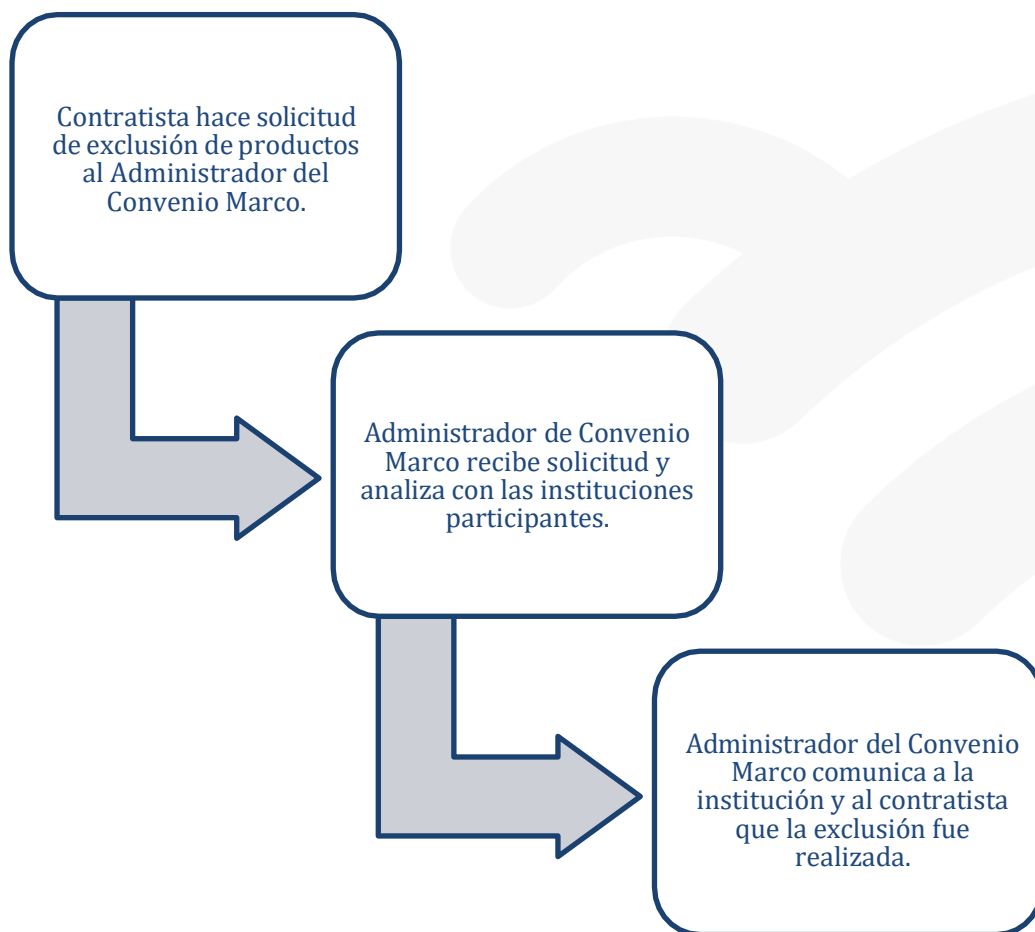 Contratista hace solicitud
de exclusión de productos
al Administrador del
Convenio Marco.
Administrador de Convenio
Marco recibe solicitud y
analiza con las instituciones
participantes.
Administrador del Convenio
Marco comunica a la
institución y al contratista
que la exclusión fue
realizada.